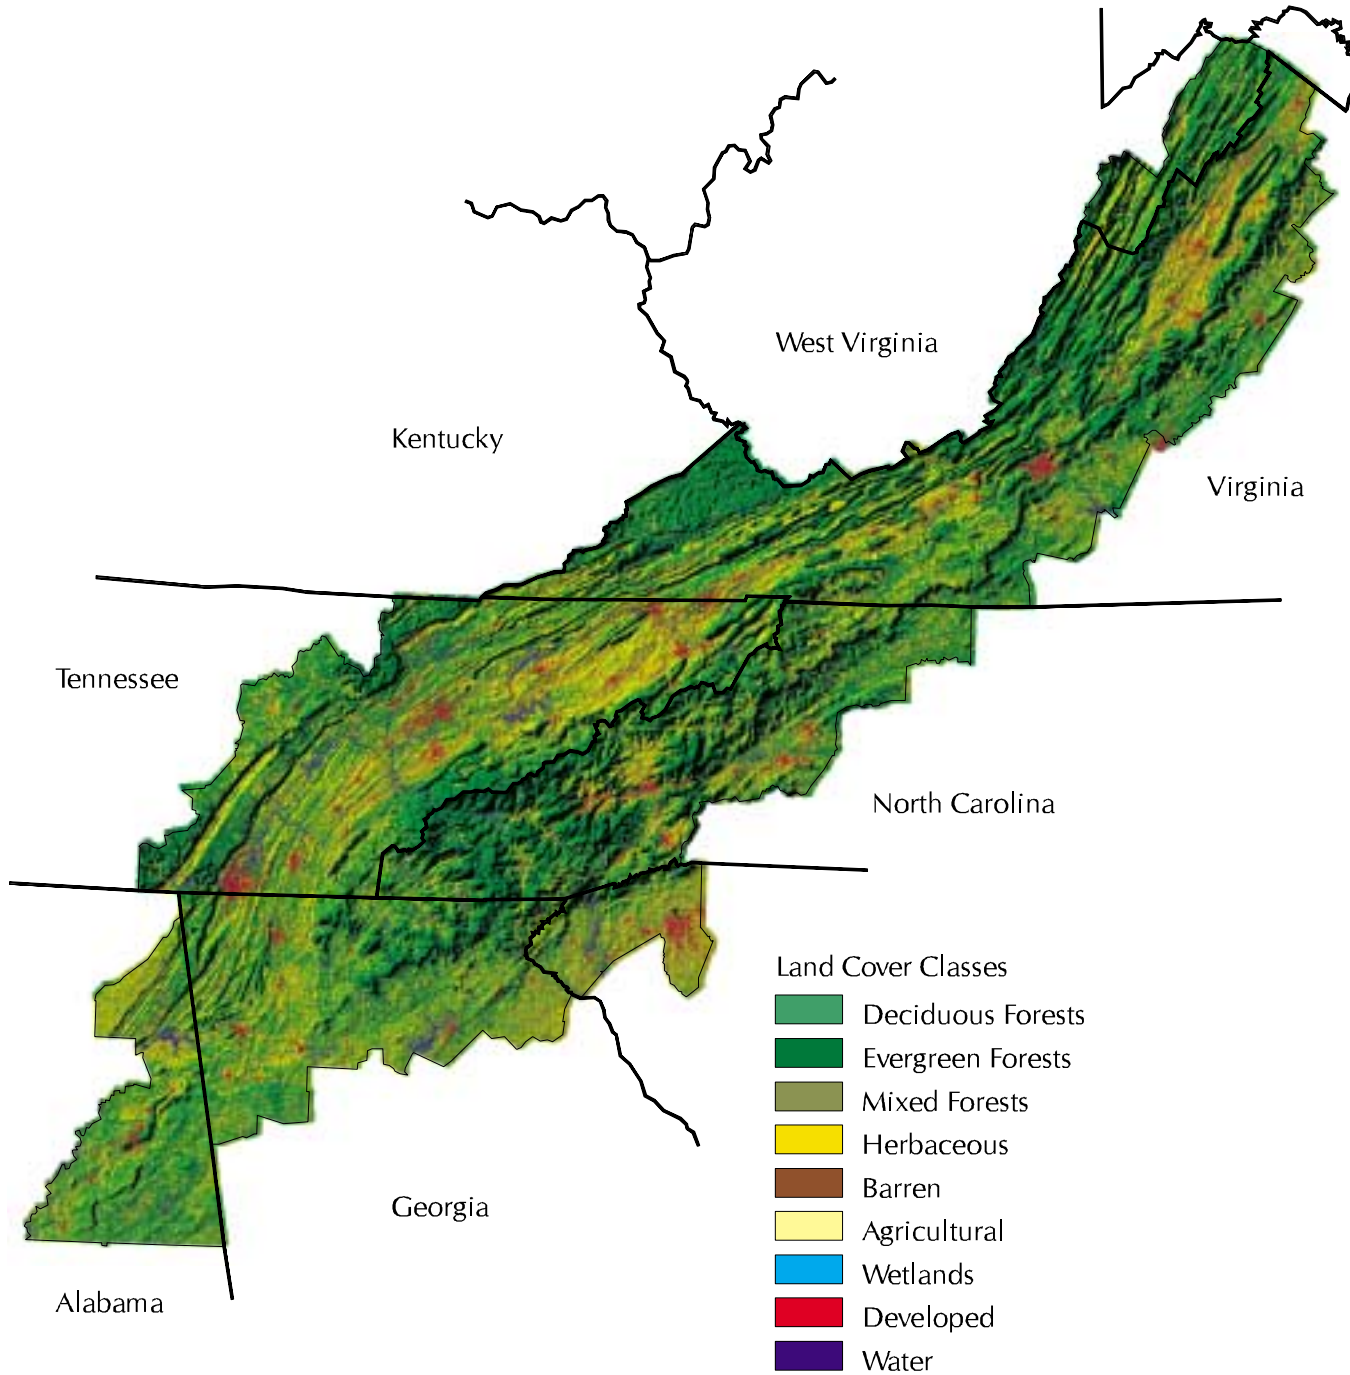 West Virginia
Kentucky
Virginia
Tennessee
North Carolina
Georgia
Alabama
Land Cover Classes
Deciduous Forests
Evergreen Forests
Mixed Forests
Herbaceous
Barren
Agricultural
Wetlands
Developed
Water